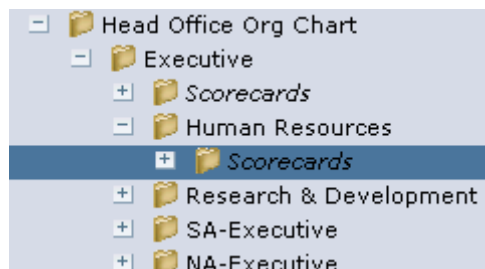 Head Office Org Chart
Executive
Scorecards
Human Resources
Scorecards
Research & Development
SA-Executive
NA-Executive